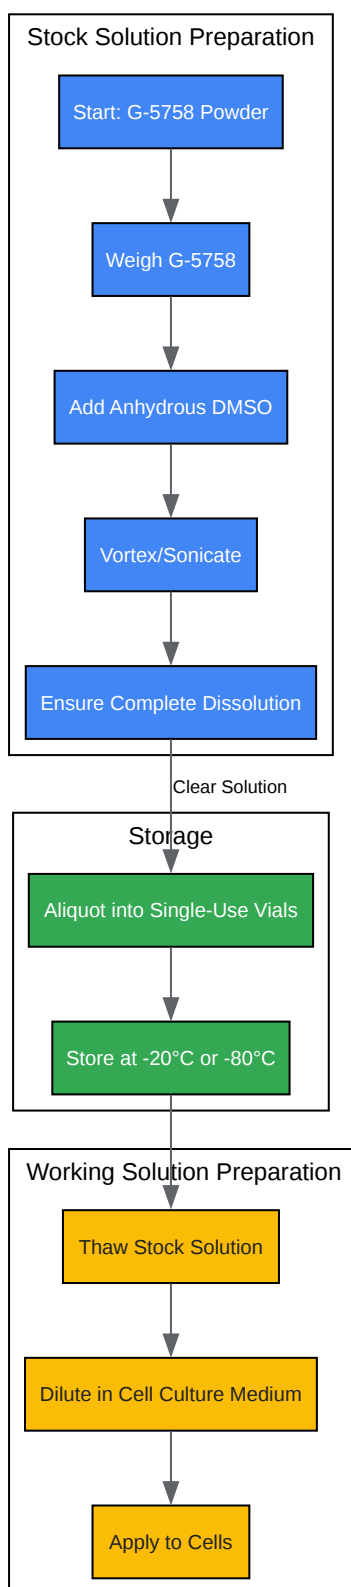 Stock Solution Preparation
Start: G-5758 Powder
Weigh G-5758
Add Anhydrous DMSO
Vortex/Sonicate
Ensure Complete Dissolution
Clear Solution
Storage
Aliquot into Single-Use Vials
Store at -20°C or -80°C
Working Solution Preparation
Thaw Stock Solution
Dilute in Cell Culture Medium
Apply to Cells